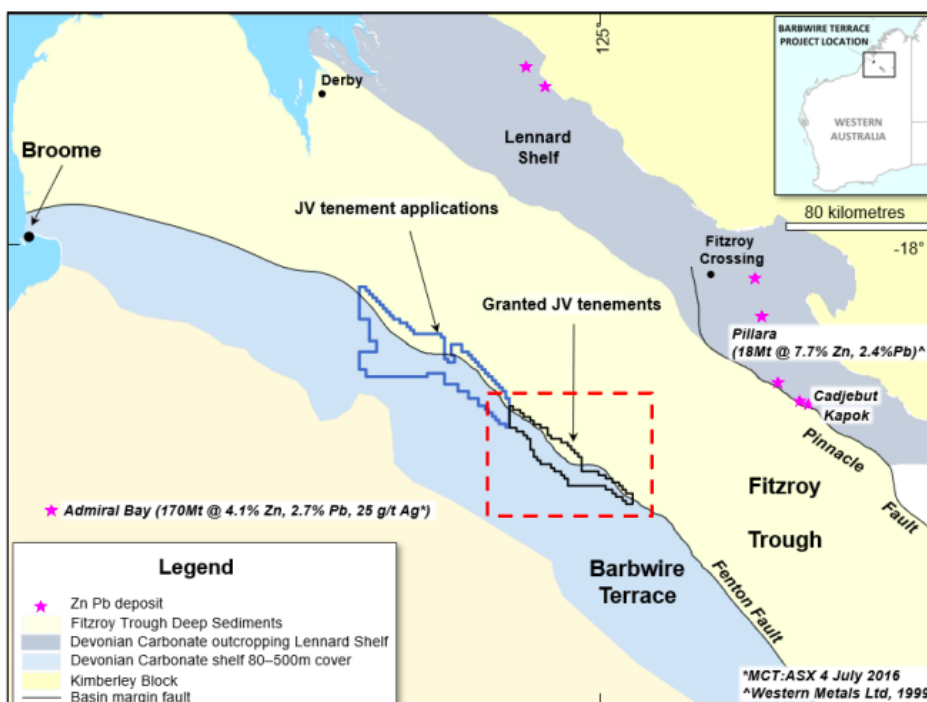 125
BARBWIRE TERRACE
PROJECT LOCATION
WESTERN
AUSTRALIA
Derby
Lennard
Shelf
Broome
JV tenement applications
80 kilometres
-18°
Fitzroy
Crossing
Granted JV tenements
Pillara
(18Mt @ 7.7% Zn, 2.4%Pb)^
Cadjebut
Kapok
Pinnacle
Fault
Fitzroy
Trough
Admiral Bay (170Mt @ 4.1% Zn, 2.7% Pb, 25 g/t Ag*)
Barbwire
Terrace
Fenton Fault
Legend
Zn Pb deposit
Fitzroy Trough Deep Sediments
Devonian Carbonate outcropping Lennard Shelf
Devonian Carbonate shelf 80–500m cover
Kimberley Block
Basin margin fault
*MCT:ASX 4 July 2016
^Western Metals Ltd, 1999